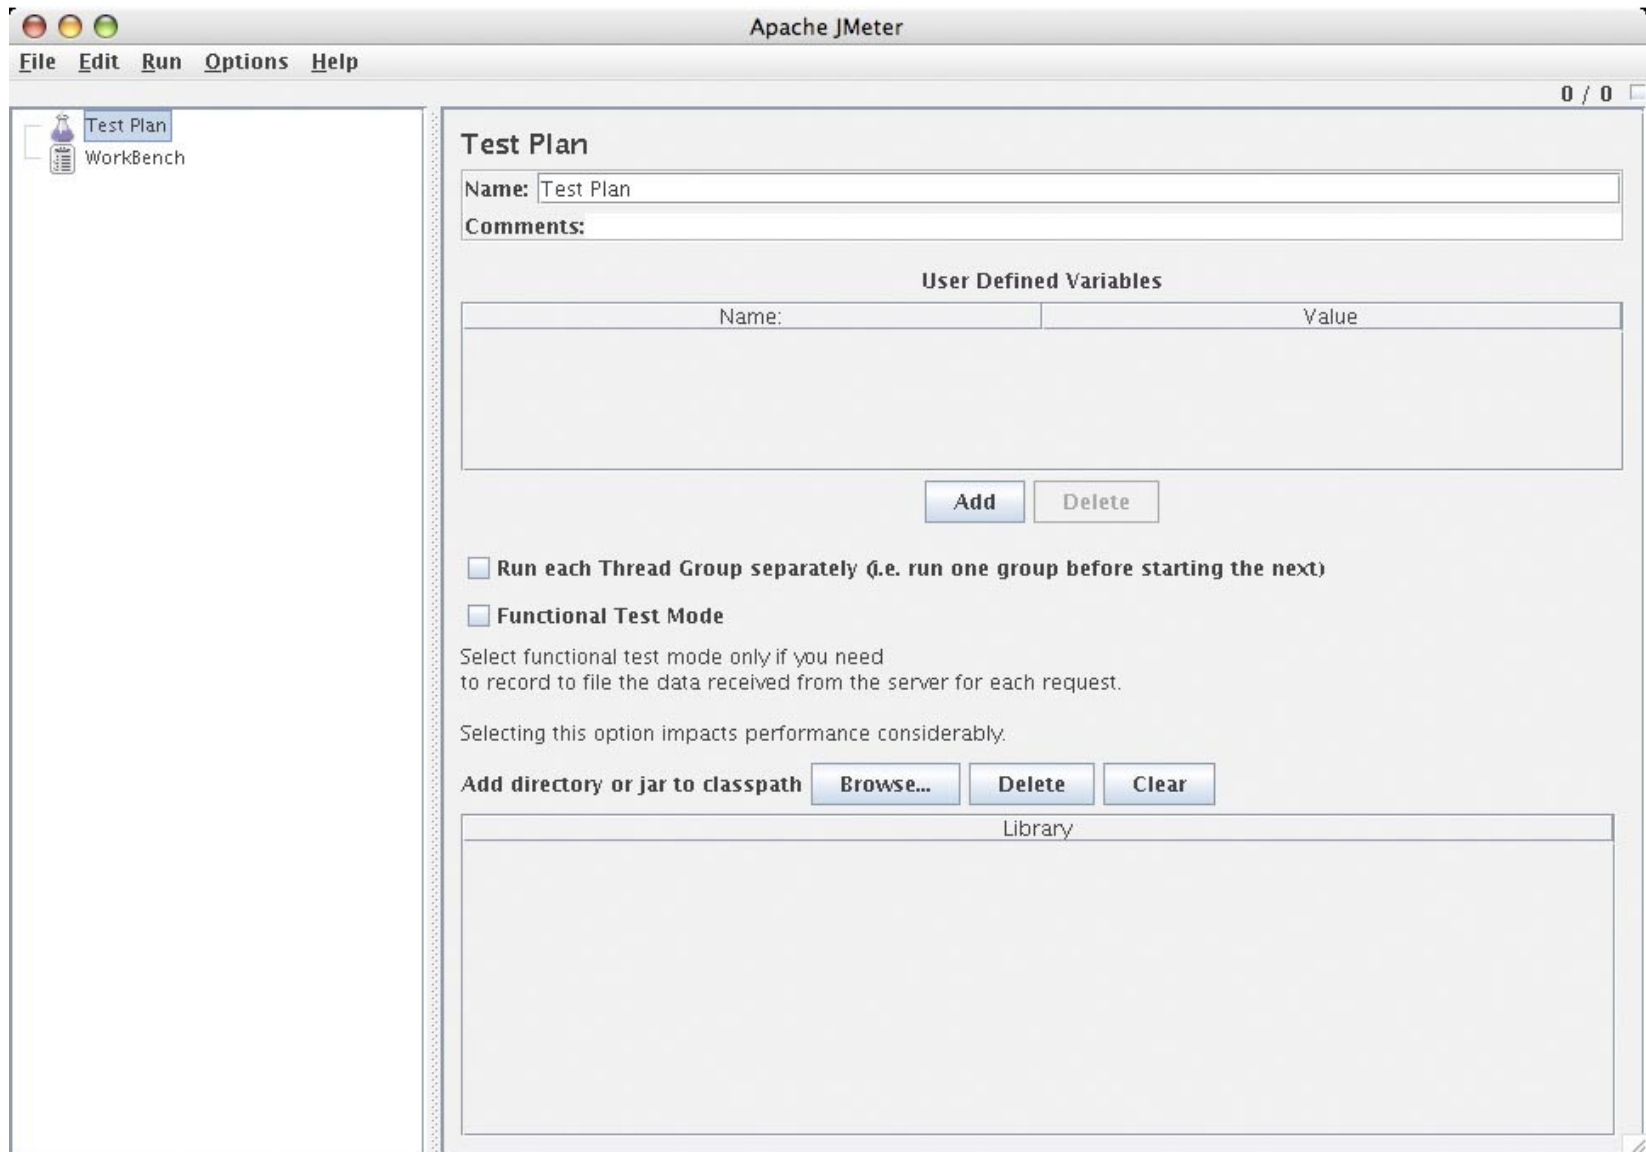 Apache JMeter
File Edit Run Options Help
0 / 0
Test Plan
WorkBench
Test Plan
Name: Test Plan
Comments:
User Defined Variables
Name: Value
Add Delete
Run each Thread Group separately (i.e. run one group before starting the next)
Functional Test Mode
Select functional test mode only if you need
to record to file the data received from the server for each request.
Selecting this option impacts performance considerably.
Add directory or jar to classpath Browse... Delete Clear
Library